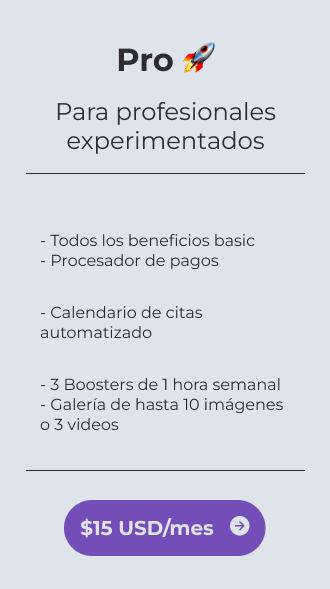 Pro 🚀
Para profesionales
experimentados
- Todos los beneficios basic
- Procesador de pagos
- Calendario de citas
automatizado
- 3 Boosters de 1 hora semanal
- Galería de hasta 10 imágenes
o 3 videos
$15 USD/mes